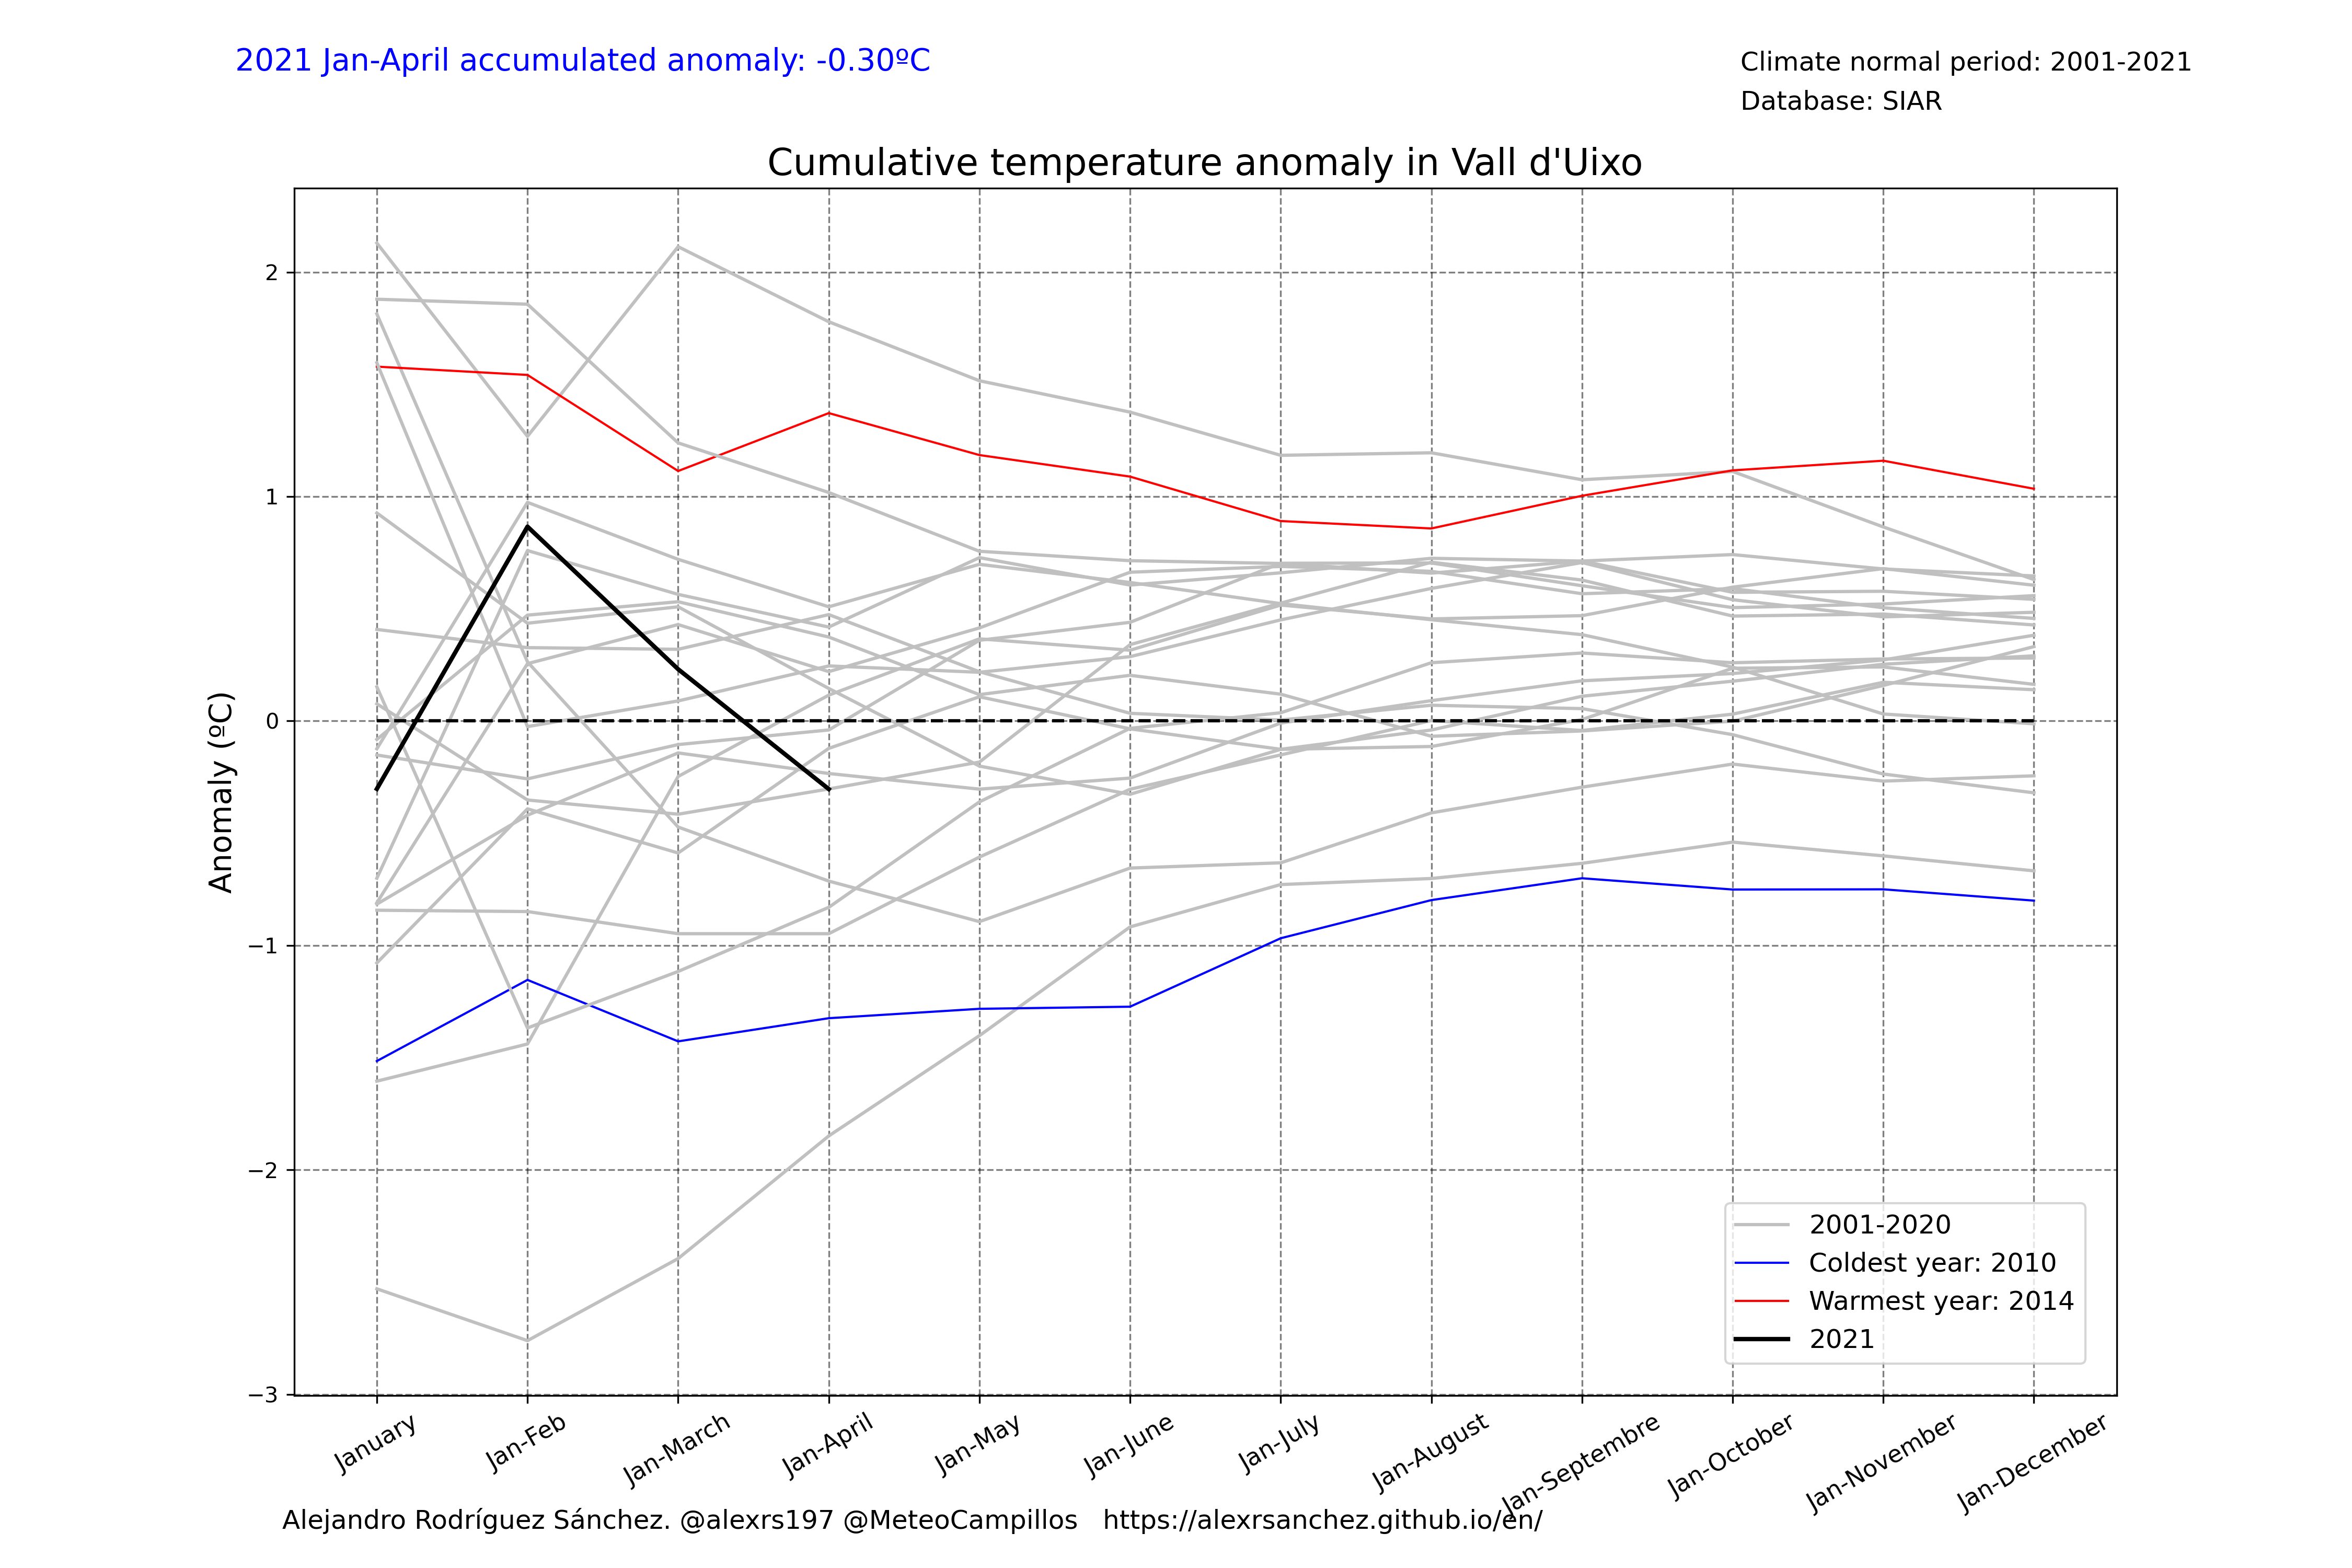 2021 Jan-April accumulated anomaly: -0.30ºC
Climate normal period: 2001-2021
Database: SIAR
Cumulative temperature anomaly in Vall d'Uixo
Anomaly (ºC)
2
1
0
−1
−2
−3
2001-2020
Coldest year: 2010
Warmest year: 2014
2021
January
Jan-Feb
Jan-March
Jan-April
Jan-May
Jan-June
Jan-July
Jan-August
Jan-Septembre
Jan-October
Jan-November
Jan-December
Alejandro Rodríguez Sánchez. @alexrs197 @MeteoCampillos https://alexrsanchez.github.io/en/